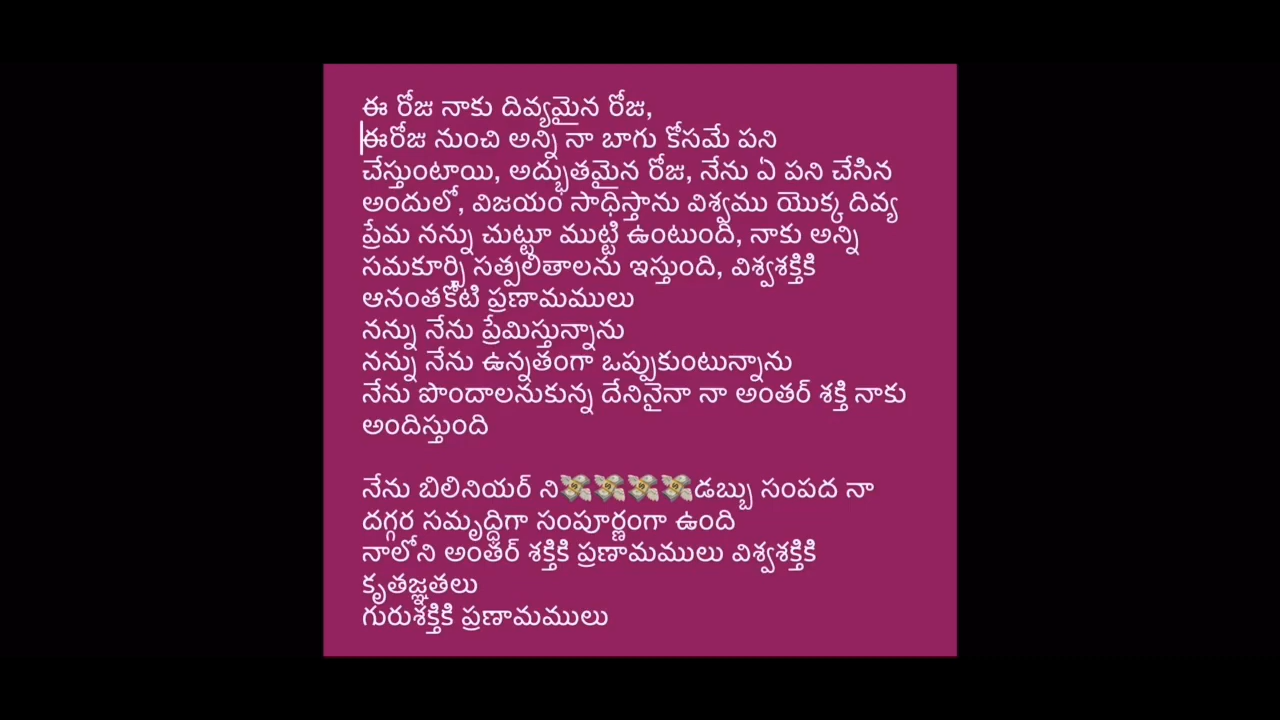 ఈ రోజు నాకు దివ్యమైన రోజు,
ఈరోజు నుంచి అన్ని నా బాగు కోసమే పని
చేస్తుంటాయి, అద్భుతమైన రోజు, నేను ఏ పని చేసిన
అందులో, విజయం సాధిస్తాను విశ్వము యొక్క దివ్య
ప్రేమ నన్ను చుట్టూ ముట్టి ఉంటుంది, నాకు అన్ని
సమకూర్చి సత్పలితాలను ఇస్తుంది, విశ్వశక్తికి
ఆనంతకోటి ప్రణామములు
నన్ను నేను ప్రేమిస్తున్నాను
నన్ను నేను ఉన్నతంగా ఒప్పుకుంటున్నాను
నేను పొందాలనుకున్న దేనినైనా నా అంతర్ శక్తి నాకు
అందిస్తుంది
నేను బిలినియర్ ని💸💸💸💸డబ్బు సంపద నా
దగ్గర సమృద్ధిగా సంపూర్ణంగా ఉంది
నాలోని అంతర్ శక్తికి ప్రణామములు విశ్వశక్తికి
కృతజ్ఞతలు
గురుశక్తికి ప్రణామములు